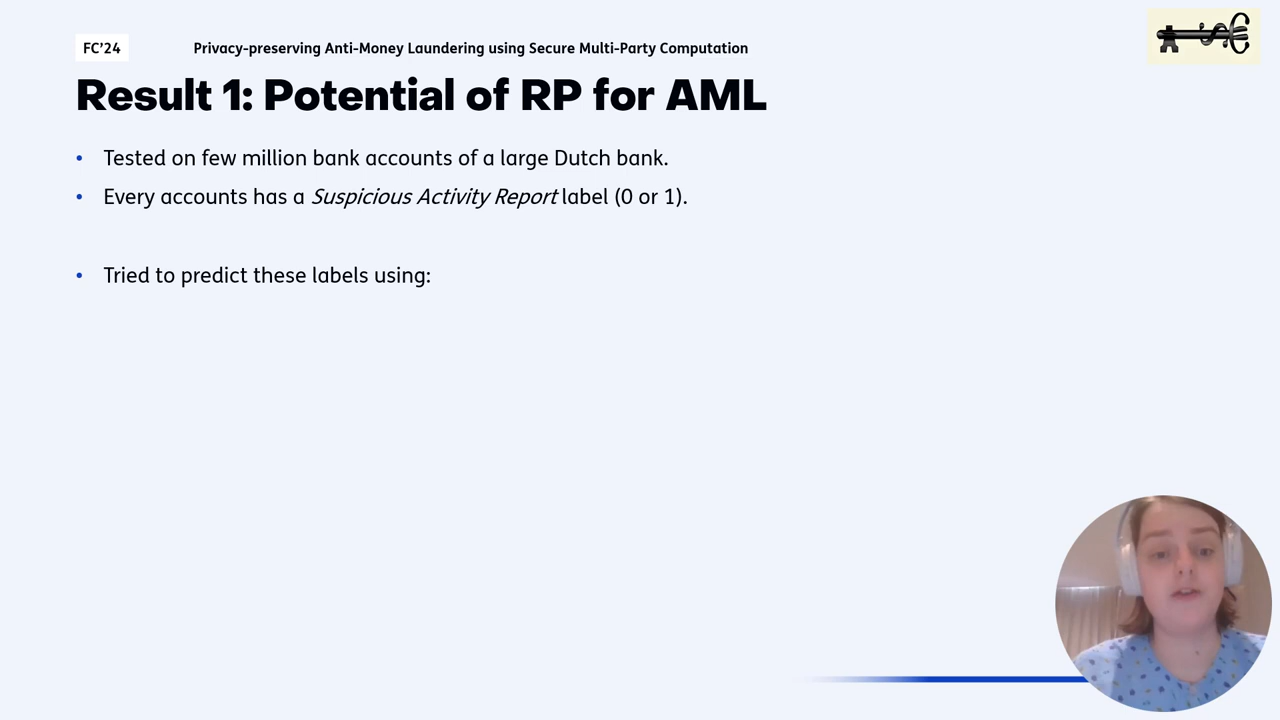 FC’24
Privacy-preserving Anti-Money Laundering using Secure Multi-Party Computation
Result 1: Potential of RP for AML
• Tested on few million bank accounts of a large Dutch bank.
• Every accounts has a Suspicious Activity Report label (0 or 1).
• Tried to predict these labels using: